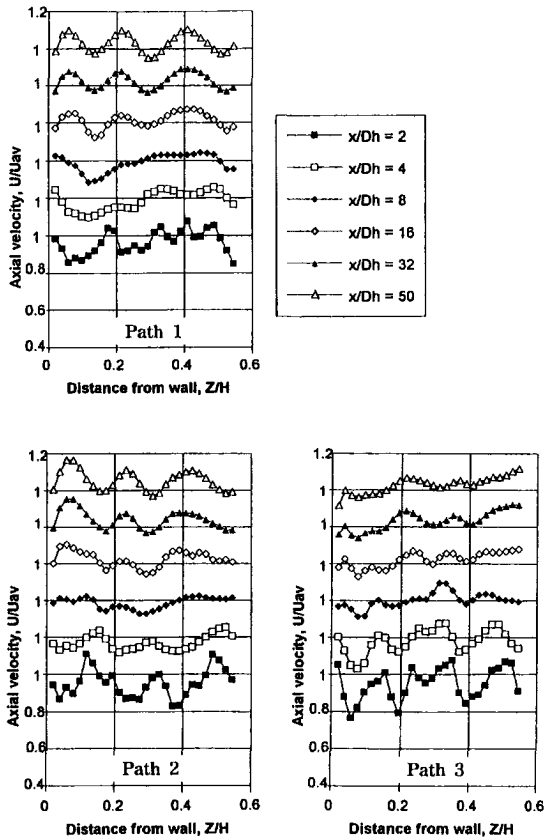 1.2
1
1
1
1
1
1
0.8
0.6
0.4
Axial velocity, U/Uav
Path 1
0
0.2
0.4
0.6
Distance from wall, Z/H
x/Dh = 2
x/Dh = 4
x/Dh = 8
x/Dh = 16
x/Dh = 32
x/Dh = 50
1.2
1
1
1
1
1
1
0.8
0.6
0.4
Axial velocity, U/Uav
Path 2
0
0.2
0.4
0.6
Distance from wall, Z/H
1.2
1
1
1
1
1
1
0.8
0.6
0.4
Axial velocity, U/Uav
Path 3
0
0.2
0.4
0.6
Distance from wall, Z/H